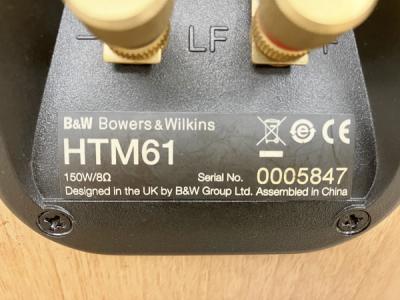 LF
B&W Bowers & Wilkins
HTM61
150W/8Ω Serial No. 0005847
Designed in the UK by B&W Group Ltd. Assembled in China